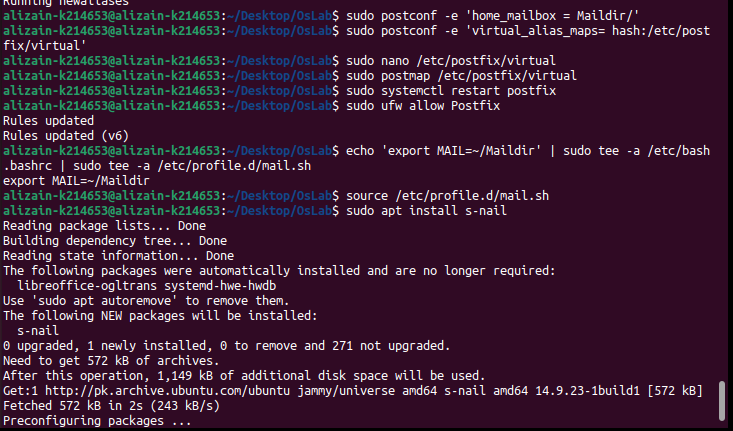 Running newaliases
alizain-k214653@alizain-k214653:~/Desktop/OsLab$ sudo postconf -e 'home_mailbox = Maildir/'
alizain-k214653@alizain-k214653:~/Desktop/OsLab$ sudo postconf -e 'virtual_alias_maps= hash:/etc/post
fix/virtual'
alizain-k214653@alizain-k214653:~/Desktop/OsLab$ sudo nano /etc/postfix/virtual
alizain-k214653@alizain-k214653:~/Desktop/OsLab$ sudo postmap /etc/postfix/virtual
alizain-k214653@alizain-k214653:~/Desktop/OsLab$ sudo systemctl restart postfix
alizain-k214653@alizain-k214653:~/Desktop/OsLab$ sudo ufw allow Postfix
Rules updated
Rules updated (v6)
alizain-k214653@alizain-k214653:~/Desktop/OsLab$ echo 'export MAIL=~/Maildir' | sudo tee -a /etc/bash
.bashrc | sudo tee -a /etc/profile.d/mail.sh
export MAIL=~/Maildir
alizain-k214653@alizain-k214653:~/Desktop/OsLab$ source /etc/profile.d/mail.sh
alizain-k214653@alizain-k214653:~/Desktop/OsLab$ sudo apt install s-nail
Reading package lists... Done
Building dependency tree... Done
Reading state information... Done
The following packages were automatically installed and are no longer required:
  libreoffice-ogltrans systemd-hwe-hwdb
Use 'sudo apt autoremove' to remove them.
The following NEW packages will be installed:
  s-nail
0 upgraded, 1 newly installed, 0 to remove and 271 not upgraded.
Need to get 572 kB of archives.
After this operation, 1,149 kB of additional disk space will be used.
Get:1 http://pk.archive.ubuntu.com/ubuntu jammy/universe amd64 s-nail amd64 14.9.23-1build1 [572 kB]
Fetched 572 kB in 2s (243 kB/s)
Preconfiguring packages ...